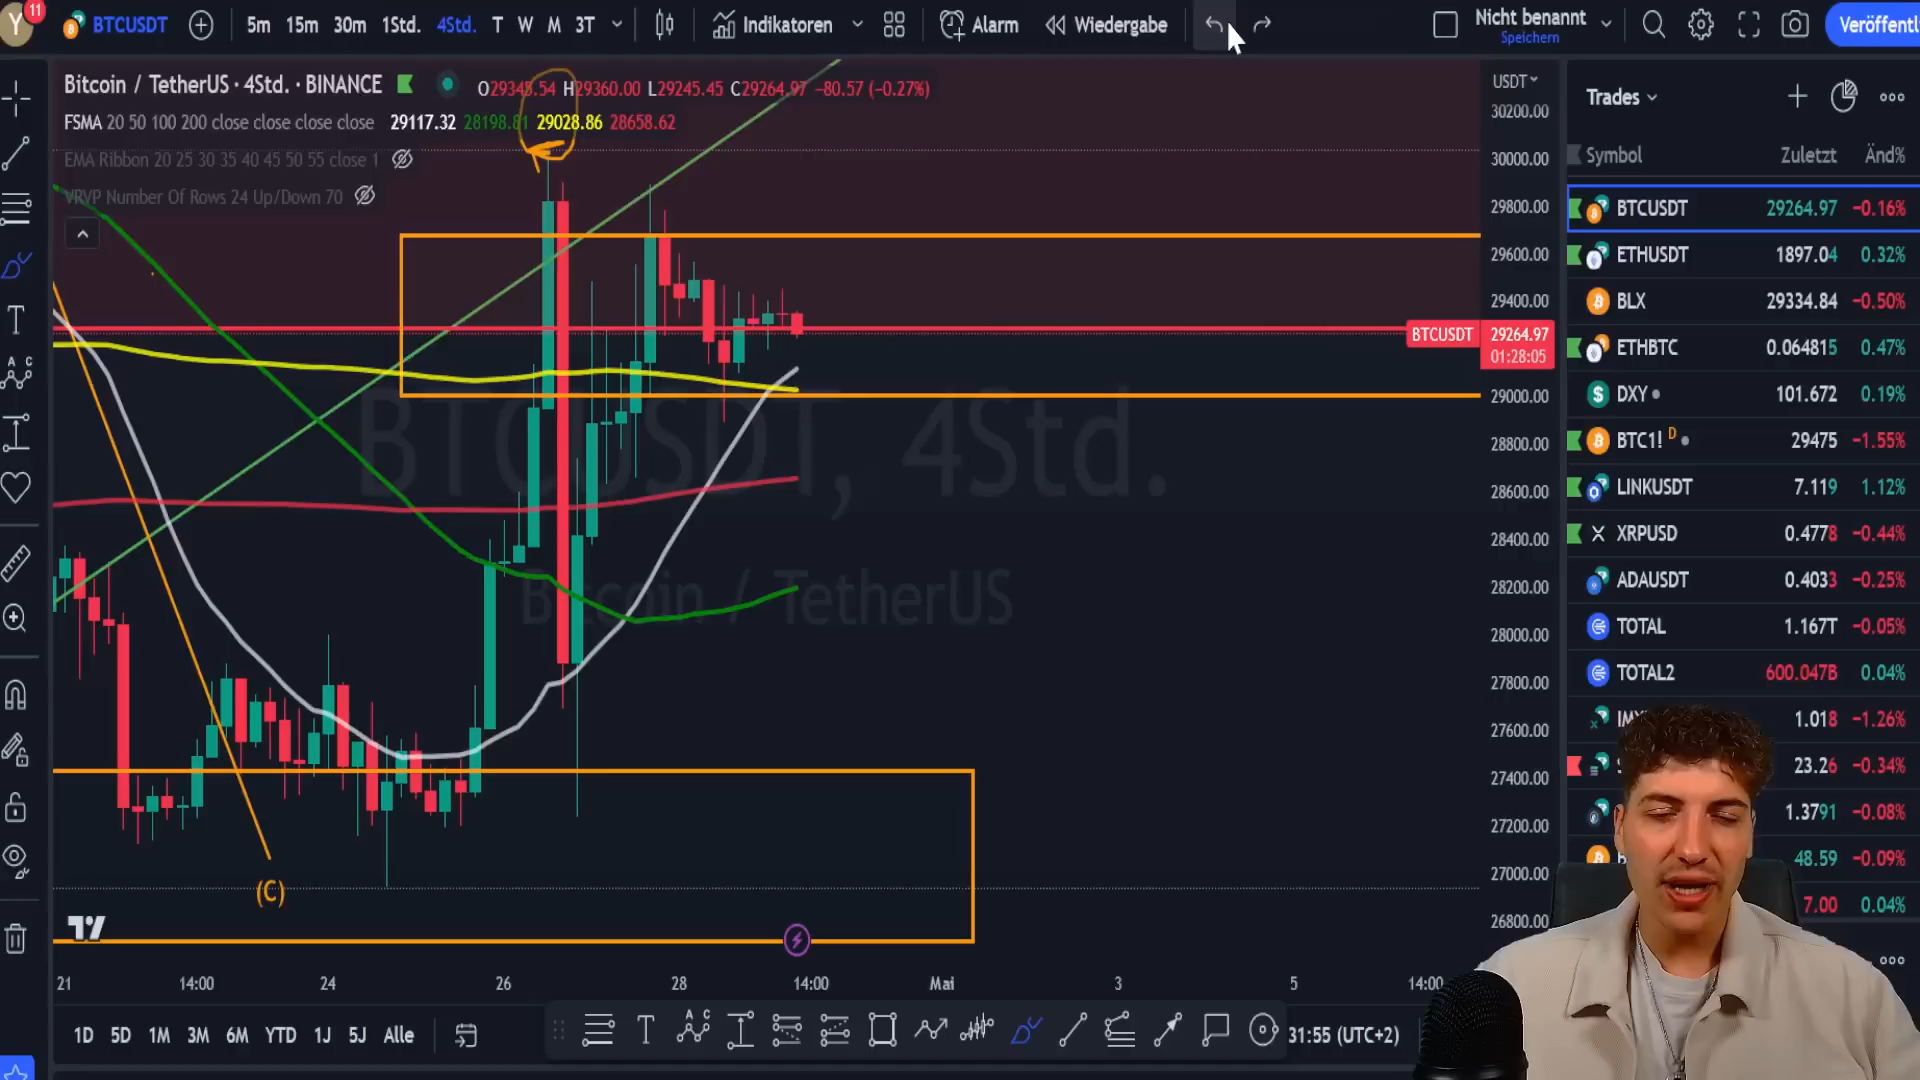 Y 11 BTCUSDT 5m 15m 30m 1Std. 4Std. T W M 3T Indikatoren Alarm Wiedergabe Nicht benannt Veröffentl
Speichern
Bitcoin / TetherUS · 4Std. · BINANCE O29345.54 H29360.00 L29245.45 C29264.97 −80.57 (−0.27%)
FSMA 20 50 100 200 close close close close 29117.32 28198.81 29028.86 28658.62
EMA Ribbon 20 25 30 35 40 45 50 55 close 1
VRVP Number Of Rows 24 Up/Down 70
USDT
30200.00
30000.00
29800.00
29600.00
29400.00
BTCUSDT 29264.97
01:28:05
29000.00
28800.00
28600.00
28400.00
28200.00
28000.00
27800.00
27600.00
27400.00
27200.00
27000.00
26800.00
BTCUSDT, 4Std.
Bitcoin / TetherUS
(C)
21 14:00 24 26 28 14:00 Mai 3 5 14:00
1D 5D 1M 3M 6M YTD 1J 5J Alle
31:55 (UTC+2)
Trades
Symbol Zuletzt Änd%
BTCUSDT 29264.97 −0.16%
ETHUSDT 1897.04 0.32%
BLX 29334.84 −0.50%
ETHBTC 0.064815 0.47%
DXY 101.672 0.19%
BTC1! D 29475 −1.55%
LINKUSDT 7.119 1.12%
XRPUSD 0.4778 −0.44%
ADAUSDT 0.4033 −0.25%
TOTAL 1.167T −0.05%
TOTAL2 600.047B 0.04%
1.018 −1.26%
23.26 −0.34%
1.3791 −0.08%
48.59 −0.09%
7.00 0.04%